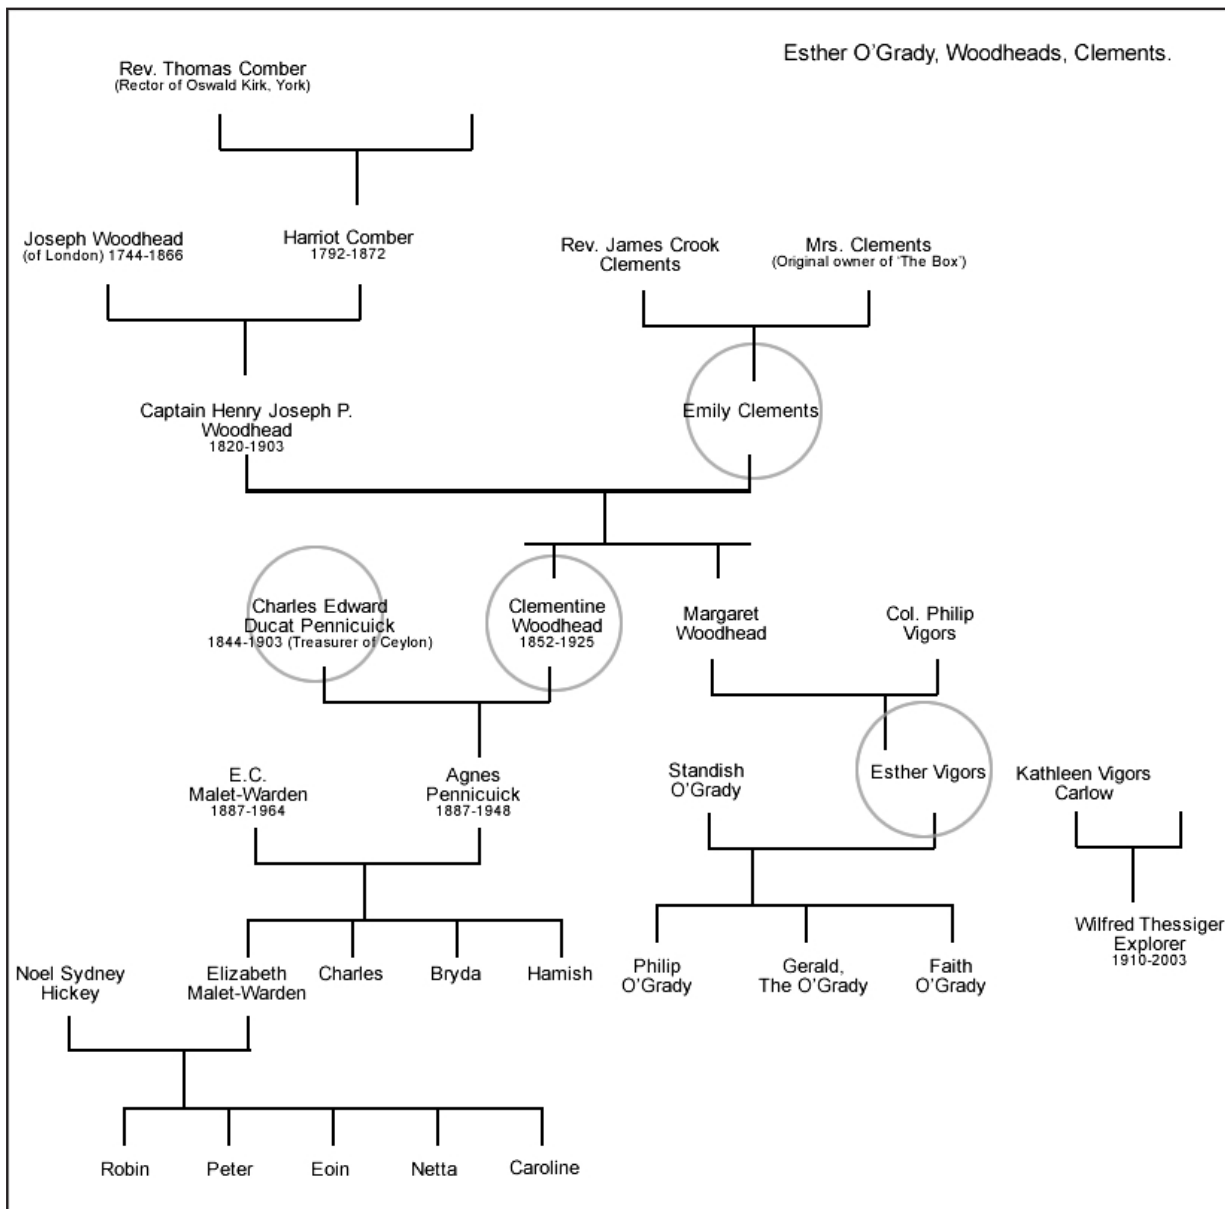 Esther O'Grady, Woodheads, Clements.
Rev. Thomas Comber
(Rector of Oswald Kirk, York)
Joseph Woodhead
(of London) 1744-1866
Harriot Comber
1792-1872
Rev. James Crook
Clements
Mrs. Clements
(Original owner of 'The Box')
Captain Henry Joseph P.
Woodhead
1820-1903
Emily Clements
Charles Edward
Ducat Pennicuick
1844-1903 (Treasurer of Ceylon)
Clementine
Woodhead
1852-1925
Margaret
Woodhead
Col. Philip
Vigors
E.C.
Malet-Warden
1887-1964
Agnes
Pennicuick
1887-1948
Standish
O'Grady
Esther Vigors
Kathleen Vigors
Carlow
Noel Sydney
Hickey
Elizabeth
Malet-Warden
Charles
Bryda
Hamish
Philip
O'Grady
Gerald,
The O'Grady
Faith
O'Grady
Wilfred Thessiger
Explorer
1910-2003
Robin
Peter
Eoin
Netta
Caroline